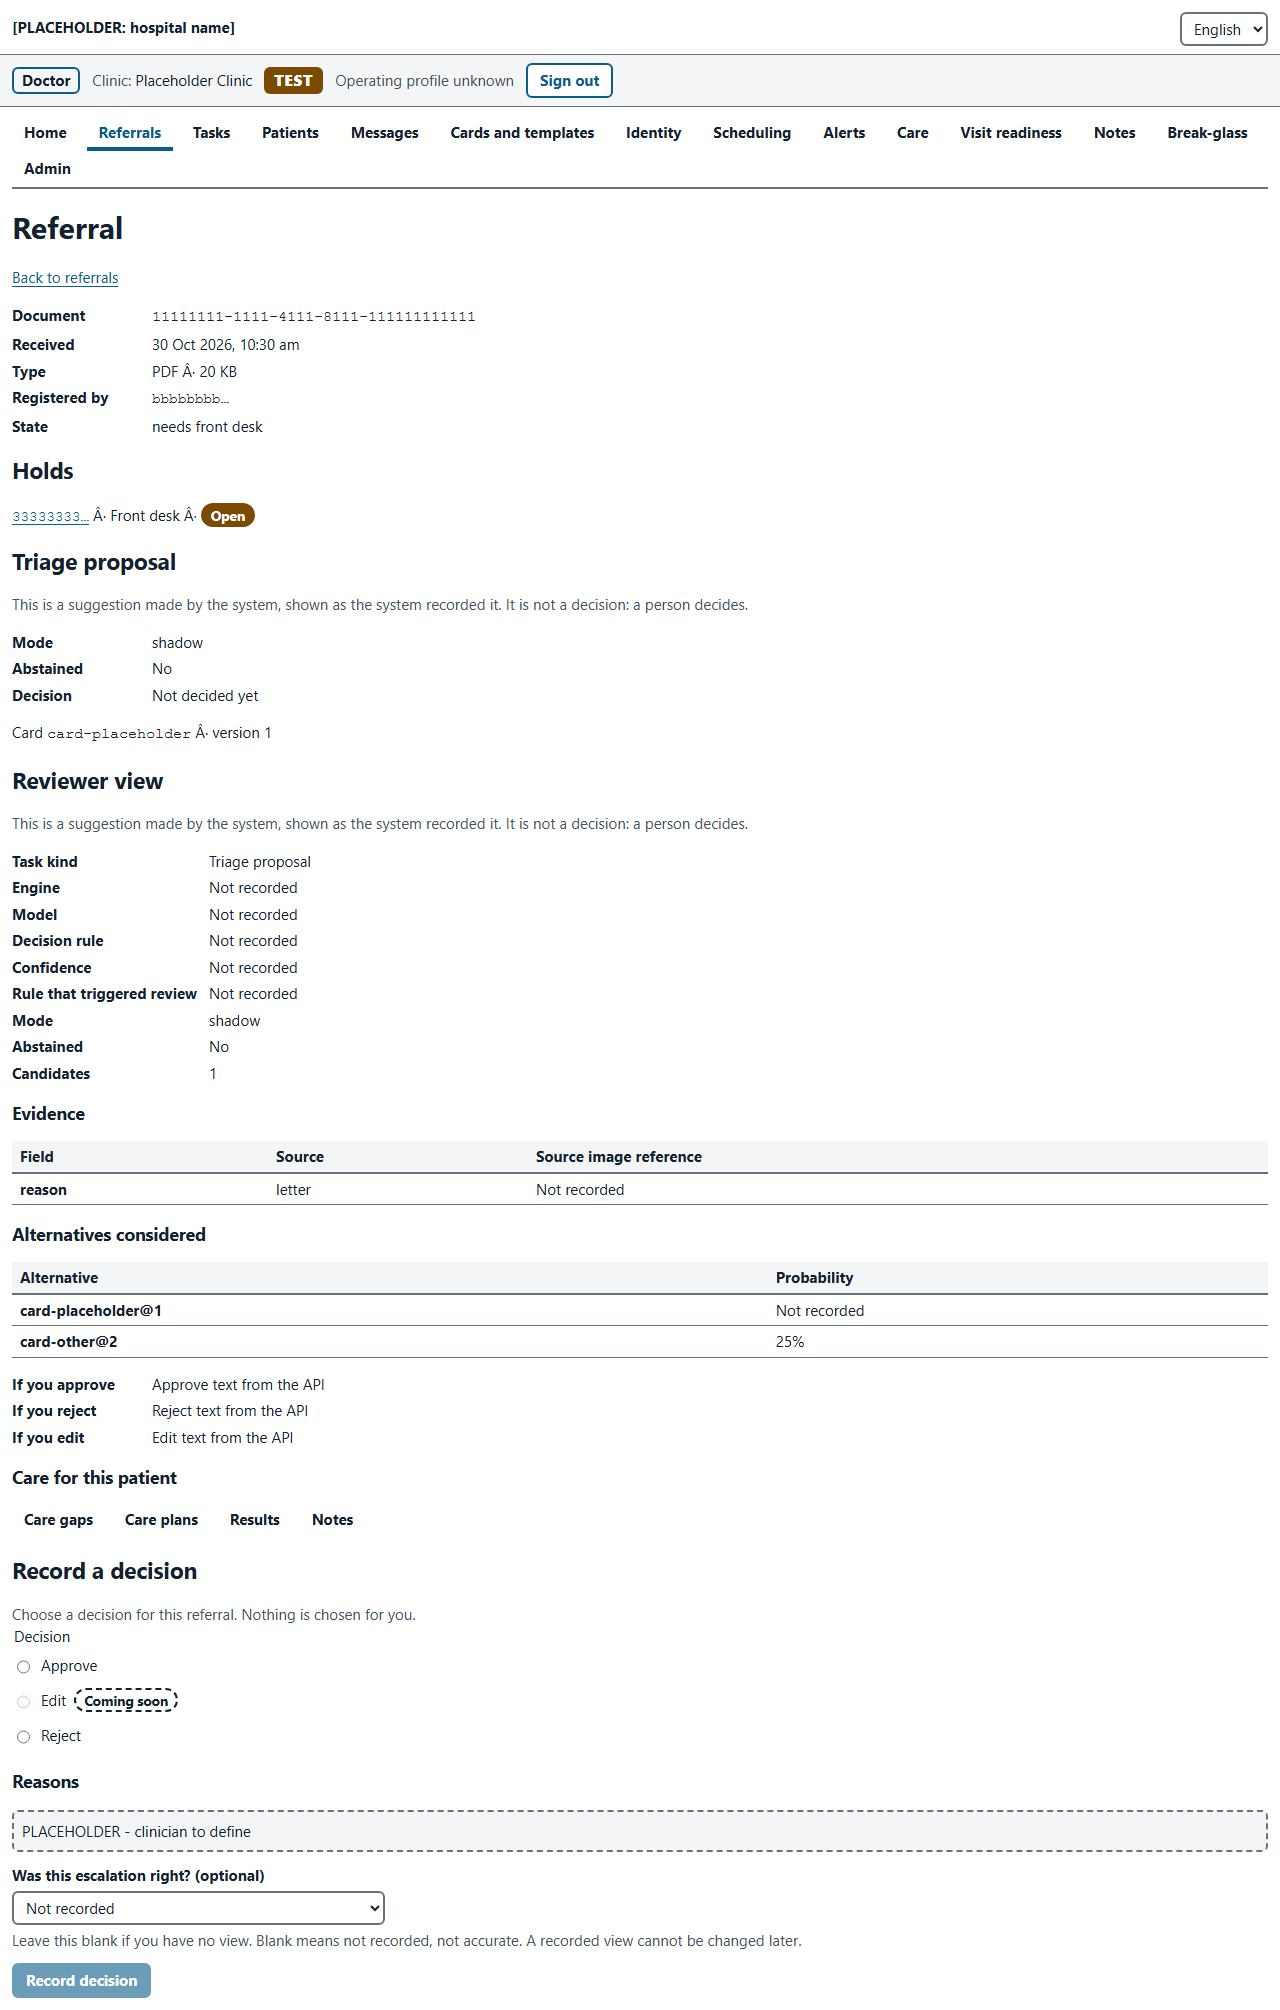 [PLACEHOLDER: hospital name]
English
Doctor Clinic: Placeholder Clinic TEST Operating profile unknown Sign out
Home Referrals Tasks Patients Messages Cards and templates Identity Scheduling Alerts Care Visit readiness Notes Break-glass
Admin
Referral
Back to referrals
Document 11111111-1111-4111-8111-111111111111
Received 30 Oct 2026, 10:30 am
Type PDF Â· 20 KB
Registered by bbbbbbbb…
State needs front desk
Holds
33333333… Â· Front desk Â· Open
Triage proposal
This is a suggestion made by the system, shown as the system recorded it. It is not a decision: a person decides.
Mode shadow
Abstained No
Decision Not decided yet
Card card-placeholder Â· version 1
Reviewer view
This is a suggestion made by the system, shown as the system recorded it. It is not a decision: a person decides.
Task kind Triage proposal
Engine Not recorded
Model Not recorded
Decision rule Not recorded
Confidence Not recorded
Rule that triggered review Not recorded
Mode shadow
Abstained No
Candidates 1
Evidence
Field Source Source image reference
reason letter Not recorded
Alternatives considered
Alternative Probability
card-placeholder@1 Not recorded
card-other@2 25%
If you approve Approve text from the API
If you reject Reject text from the API
If you edit Edit text from the API
Care for this patient
Care gaps Care plans Results Notes
Record a decision
Choose a decision for this referral. Nothing is chosen for you.
Decision
Approve
Edit Coming soon
Reject
Reasons
PLACEHOLDER - clinician to define
Was this escalation right? (optional)
Not recorded
Leave this blank if you have no view. Blank means not recorded, not accurate. A recorded view cannot be changed later.
Record decision